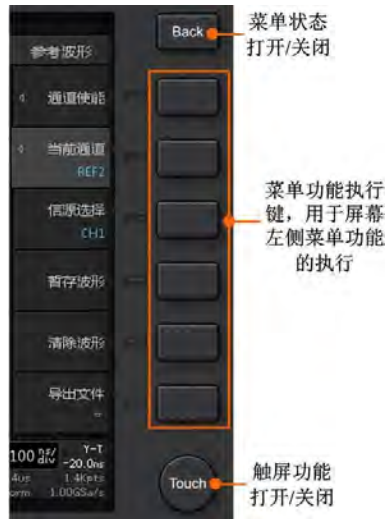 Back
菜单状态
打开/关闭
参考波形
通道使能
当前通道
REF2
信源选择
CH1
菜单功能执行
键，用于屏幕
左侧菜单功能
的执行
暂存波形
清除波形
导出文件
100 ns/div Y-T
-20.0ns
4us 1.4Kpts
orm 1.00GSa/s
Touch
触屏功能
打开/关闭